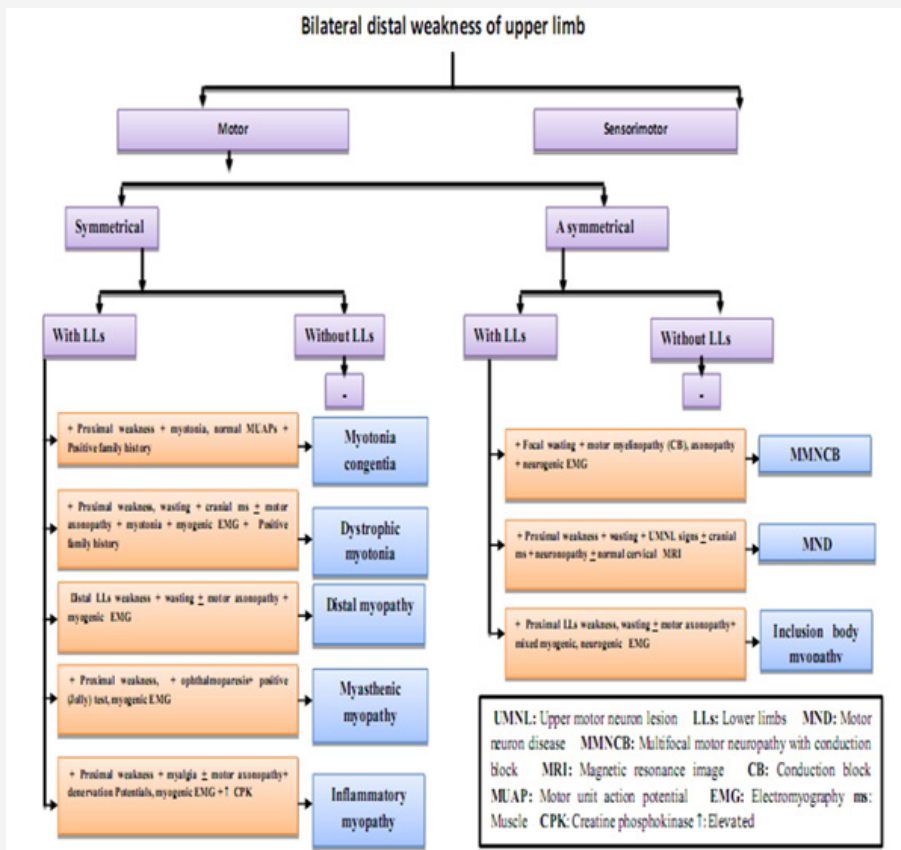 Bilateral distal weakness of upper limb
Motor
Sensorimotor
Symmetrical
A symmetrical
With LLs
Without LLs
-
With LLs
Without LLs
-
+ Proximal weakness + myotonia, normal MUAPs +
Positive family history
Myotonia
congentia
+ Proximal weakness, wasting + cranial ms ± motor
axonopathy + myotonia + myogenic EMG + Positive
family history
Dystrophic
myotonia
Distal LLs weakness + wasting ± motor axonopathy +
myogenic EMG
Distal myopathy
+ Proximal weakness, + ophthalmoparesis+ positive
(Jolly) test, myogenic EMG
Myasthenic
myopathy
+ Proximal weakness + myalgia ± motor axonopathy+
denervation Potentials, myogenic EMG +↑ CPK
Inflammatory
myopathy
+ Focal wasting + motor myelinopathy (CB), axonopathy
+ neurogenic EMG
MMNCB
+ Proximal weakness + wasting + UMNL signs ± cranial
ms + neuronopathy ± normal cervical MRI
MND
+ Proximal LLs weakness, wasting ± motor axonopathy+
mixed myogenic, neurogenic EMG
Inclusion body
myopathy
UMNL: Upper motor neuron lesion LLs: Lower limbs MND: Motor
neuron disease MMNCB: Multifocal motor neuropathy with conduction
block MRI: Magnetic resonance image CB: Conduction block
MUAP: Motor unit action potential EMG: Electromyography ms:
Muscle CPK: Creatine phosphokinase ↑: Elevated